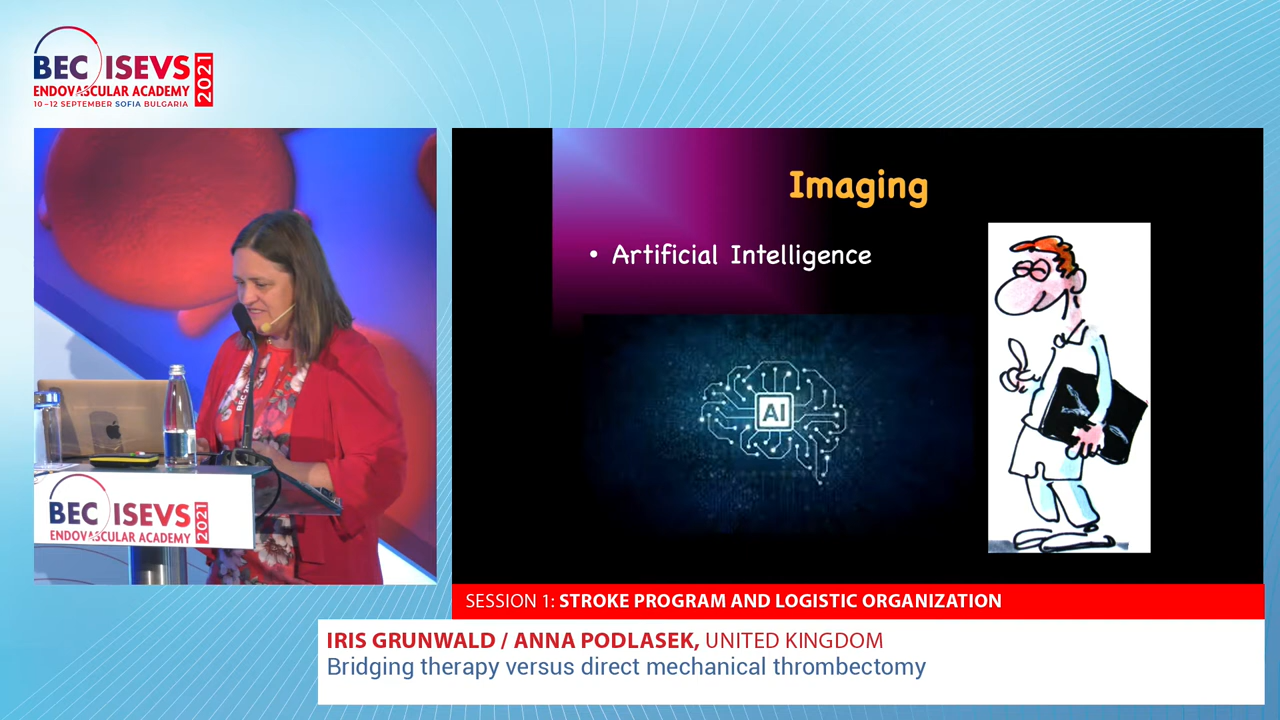 BEC ISEVS 2021
ENDOVASCULAR ACADEMY
10–12 SEPTEMBER SOFIA BULGARIA
Imaging
• Artificial Intelligence
AI
BEC ISEVS 2021
ENDOVASCULAR ACADEMY
SESSION 1: STROKE PROGRAM AND LOGISTIC ORGANIZATION
IRIS GRUNWALD / ANNA PODLASEK, UNITED KINGDOM
Bridging therapy versus direct mechanical thrombectomy